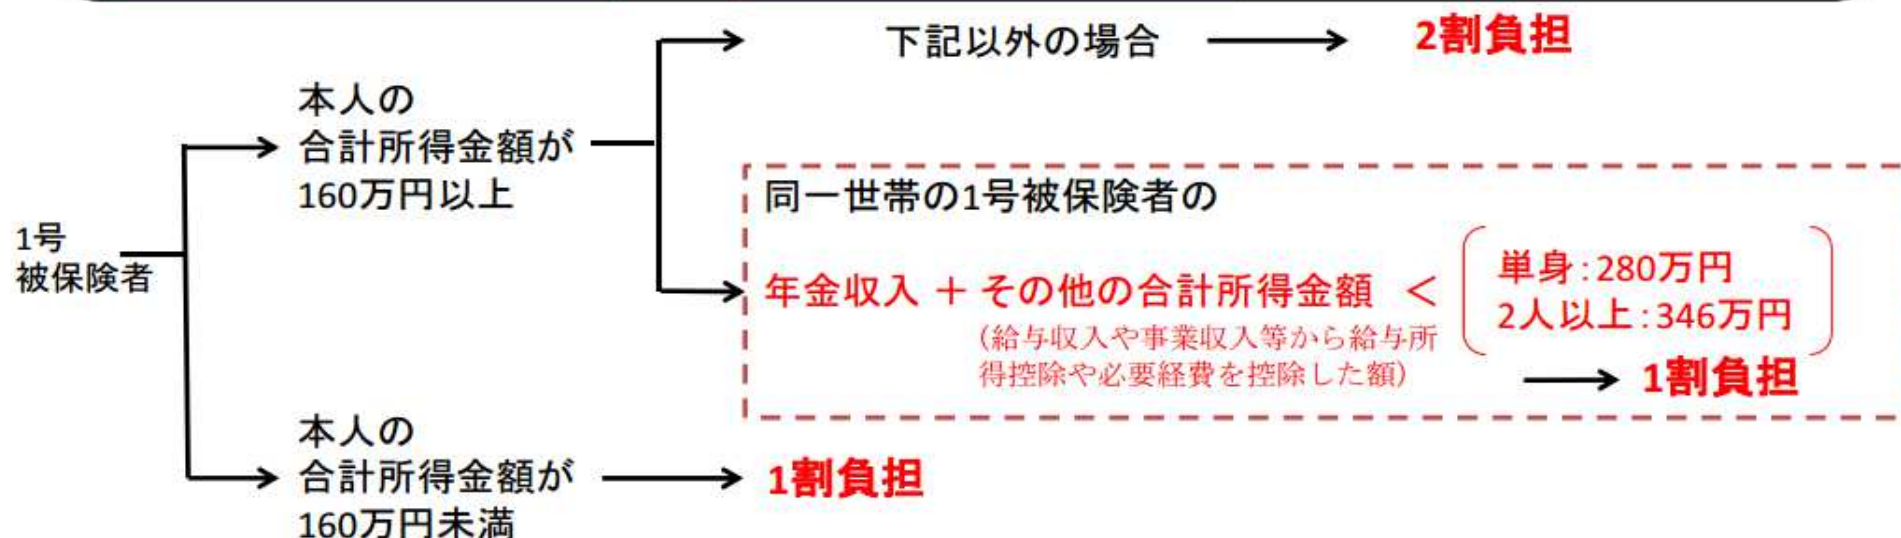 下記以外の場合
2割負担
本人の
合計所得金額が
160万円以上
同一世帯の1号被保険者の
1号
被保険者
年金収入 ＋ その他の合計所得金額 ＜
単身：280万円
2人以上：346万円
（給与収入や事業収入等から給与所
得控除や必要経費を控除した額）
1割負担
本人の
合計所得金額が
160万円未満
1割負担